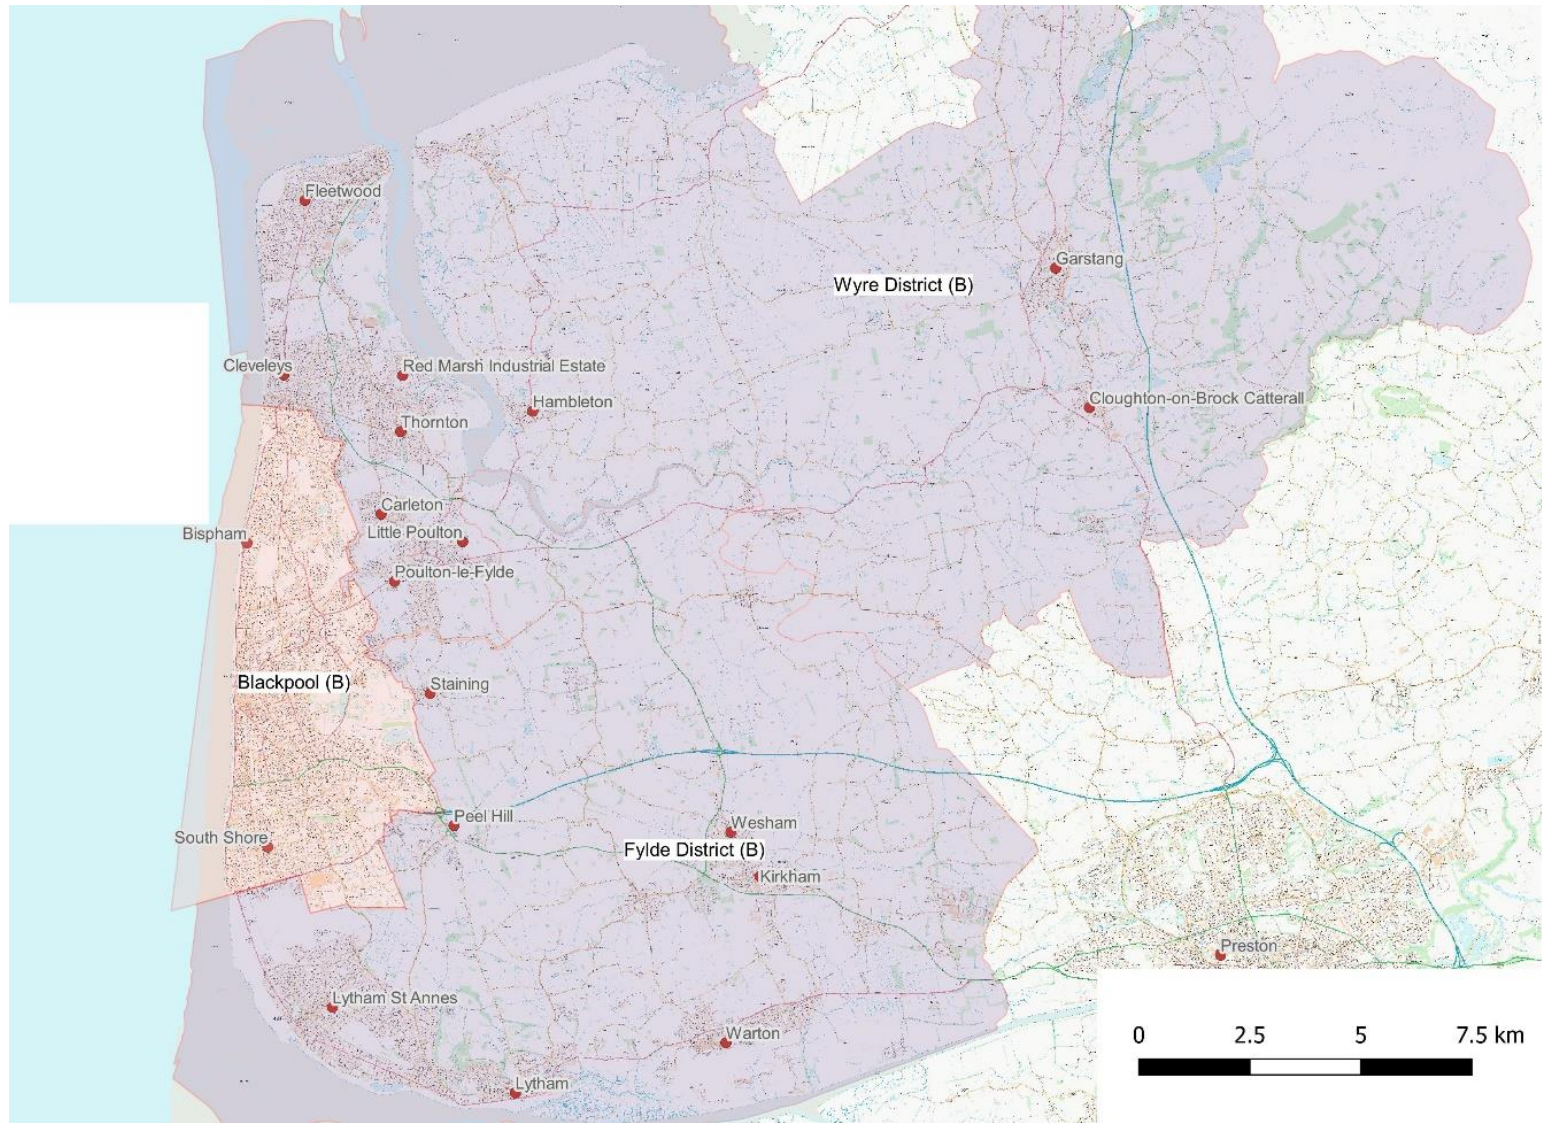 Fleetwood
Garstang
Wyre District (B)
Cleveleys
Red Marsh Industrial Estate
Hambleton
Cloughton-on-Brock Catterall
Thornton
Carleton
Bispham
Little Poulton
Poulton-le-Fylde
Blackpool (B)
Staining
Peel Hill
Wesham
South Shore
Fylde District (B)
Kirkham
Preston
Lytham St Annes
Warton
Lytham
0 2.5 5 7.5 km